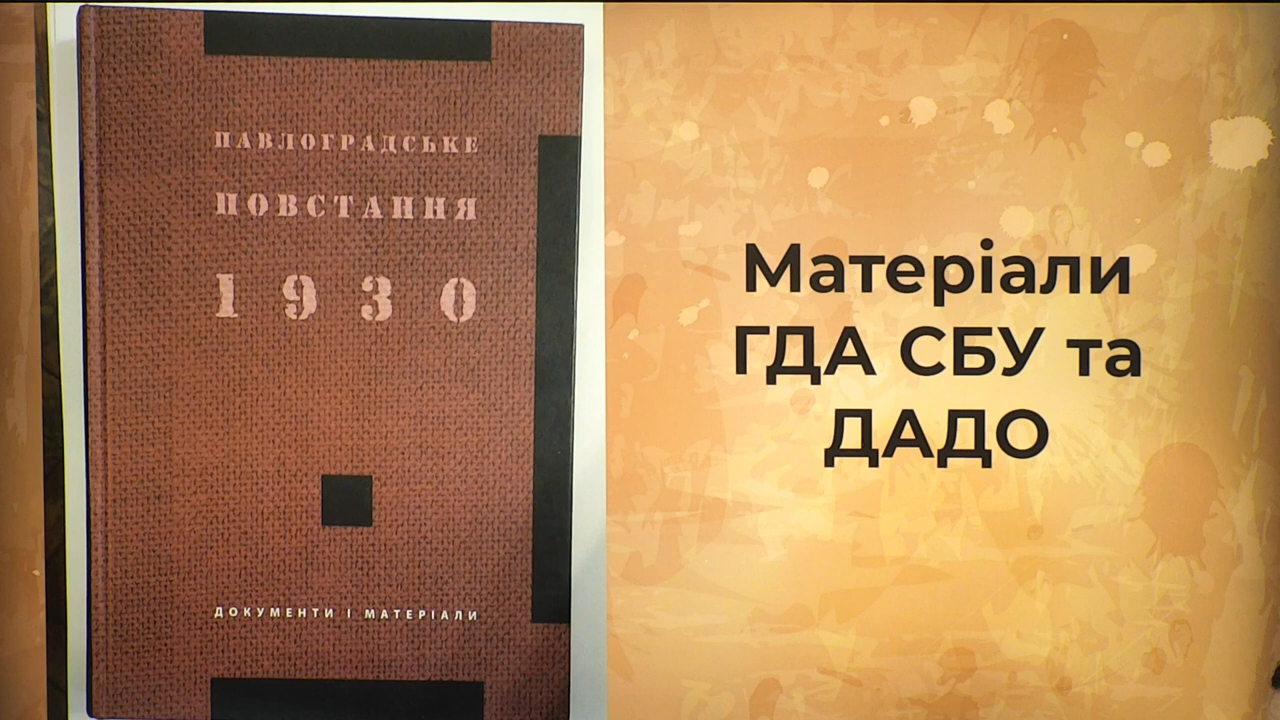 ПАВЛОГРАДСЬКЕ
ПОВСТАННЯ
1930
ДОКУМЕНТИ І МАТЕРІАЛИ
Матеріали
ГДА СБУ та
ДАДО